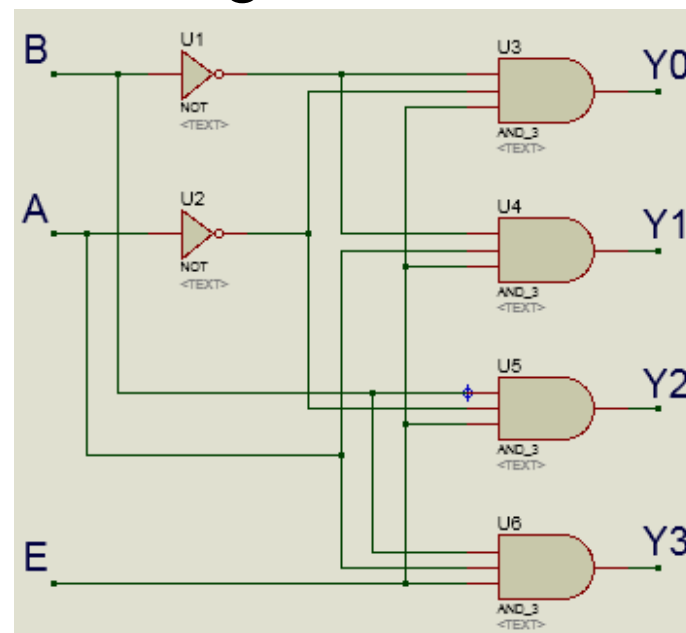 B
U1
NOT
<TEXT>
U3
AND_3
<TEXT>
Y0
A
U2
NOT
<TEXT>
U4
AND_3
<TEXT>
Y1
U5
AND_3
<TEXT>
Y2
E
U6
AND_3
<TEXT>
Y3